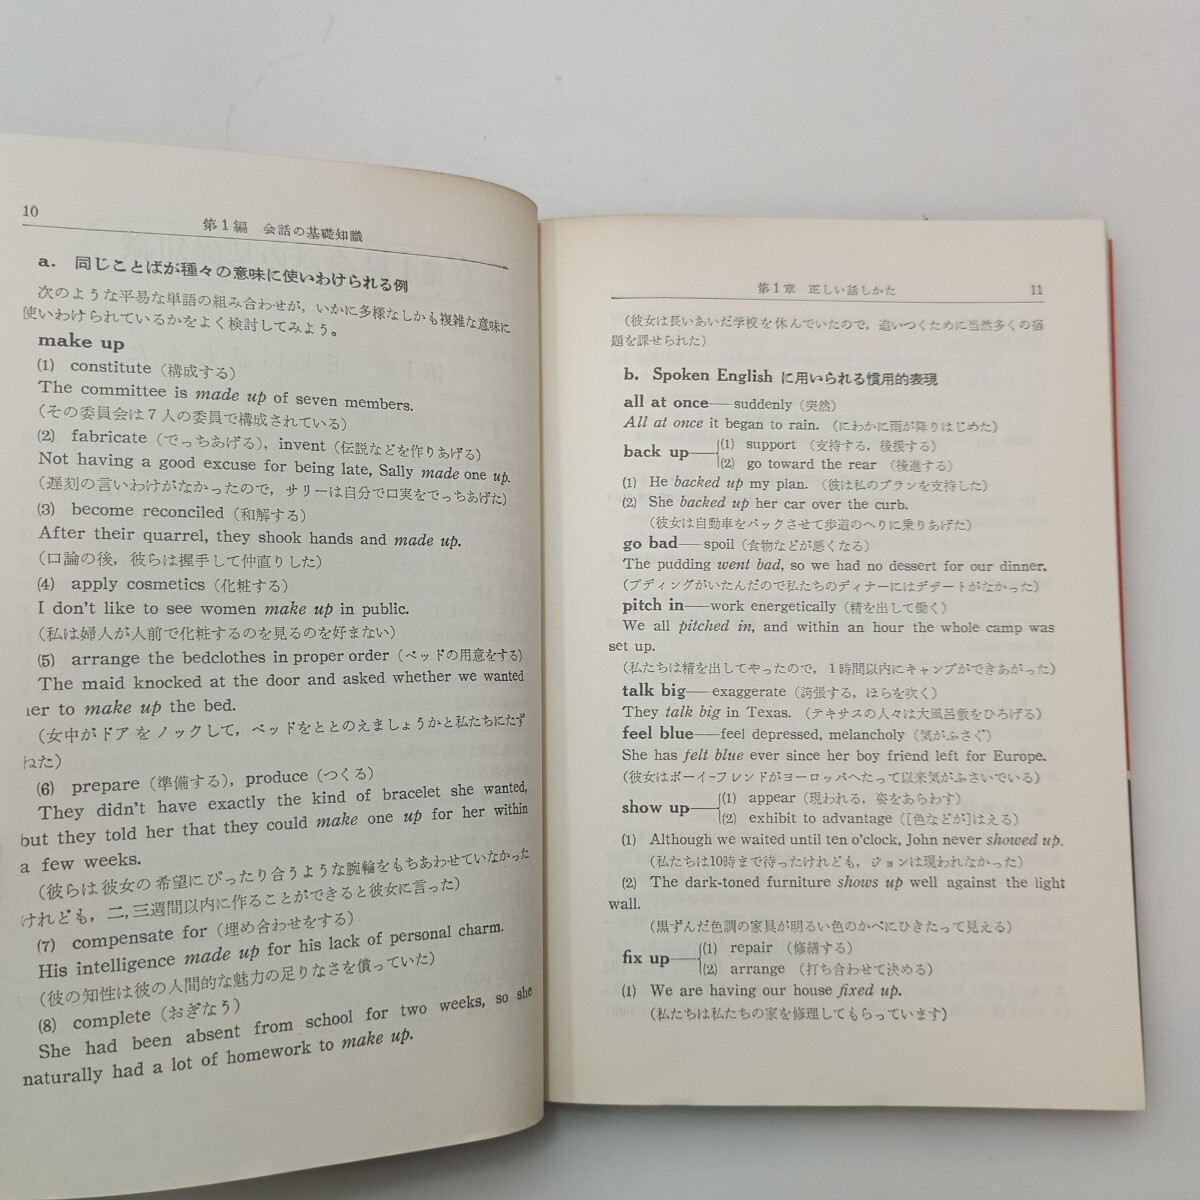 10
第1編 会話の基礎知識
a. 同じことばが種々の意味に使いわけられる例
次のような平易な単語の組み合わせが，いかに多様なしかも複雑な意味に
使いわけられているかをよく検討してみよう。
make up
(1) constitute（構成する）
The committee is made up of seven members.
（その委員会は7人の委員で構成されている）
(2) fabricate（でっちあげる），invent（伝説などを作りあげる）
Not having a good excuse for being late, Sally made one up.
（遅刻の言いわけがなかったので，サリーは自分で口実をでっちあげた）
(3) become reconciled（和解する）
After their quarrel, they shook hands and made up.
（口論の後，彼らは握手して仲直りした）
(4) apply cosmetics（化粧する）
I don't like to see women make up in public.
（私は婦人が人前で化粧するのを見るのを好まない）
(5) arrange the bedclothes in proper order（ベッドの用意をする）
The maid knocked at the door and asked whether we wanted
her to make up the bed.
（女中がドアをノックして，ベッドをととのえましょうかと私たちにたず
ねた）
(6) prepare（準備する），produce（つくる）
They didn't have exactly the kind of bracelet she wanted,
but they told her that they could make one up for her within
a few weeks.
（彼らは彼女の希望にぴったり合うような腕輪をもちあわせていなかった
けれども，二，三週間以内に作ることができると彼女に言った）
(7) compensate for（埋め合わせをする）
His intelligence made up for his lack of personal charm.
（彼の知性は彼の人間的な魅力の足りなさを償っていた）
(8) complete（おぎなう）
She had been absent from school for two weeks, so she
naturally had a lot of homework to make up.
第1章 正しい話しかた 11
（彼女は長いあいだ学校を休んでいたので，追いつくために当然多くの宿
題を課せられた）
b. Spoken English に用いられる慣用的表現
all at once——suddenly（突然）
All at once it began to rain.（にわかに雨が降りはじめた）
back up——(1) support（支持する，後援する）
(2) go toward the rear（後進する）
(1) He backed up my plan.（彼は私のプランを支持した）
(2) She backed up her car over the curb.
（彼女は自動車をバックさせて歩道のへりに乗りあげた）
go bad——spoil（食物などが悪くなる）
The pudding went bad, so we had no dessert for our dinner.
（プディングがいたんだので私たちのディナーにはデザートがなかった）
pitch in——work energetically（精を出して働く）
We all pitched in, and within an hour the whole camp was
set up.
（私たちは精を出してやったので，1時間以内にキャンプができあがった）
talk big——exaggerate（誇張する，ほらを吹く）
They talk big in Texas.（テキサスの人々は大風呂敷をひろげる）
feel blue——feel depressed, melancholy（気がふさぐ）
She has felt blue ever since her boy friend left for Europe.
（彼女はボーイ-フレンドがヨーロッパへたって以来気がふさいでいる）
show up——(1) appear（現われる，姿をあらわす）
(2) exhibit to advantage（[色などが]はえる）
(1) Although we waited until ten o'clock, John never showed up.
（私たちは10時まで待ったけれども，ジョンは現われなかった）
(2) The dark-toned furniture shows up well against the light
wall.
（黒ずんだ色調の家具が明るい色のかべにひきたって見える）
fix up——(1) repair（修繕する）
(2) arrange（打ち合わせて決める）
(1) We are having our house fixed up.
（私たちは私たちの家を修理してもらっています）